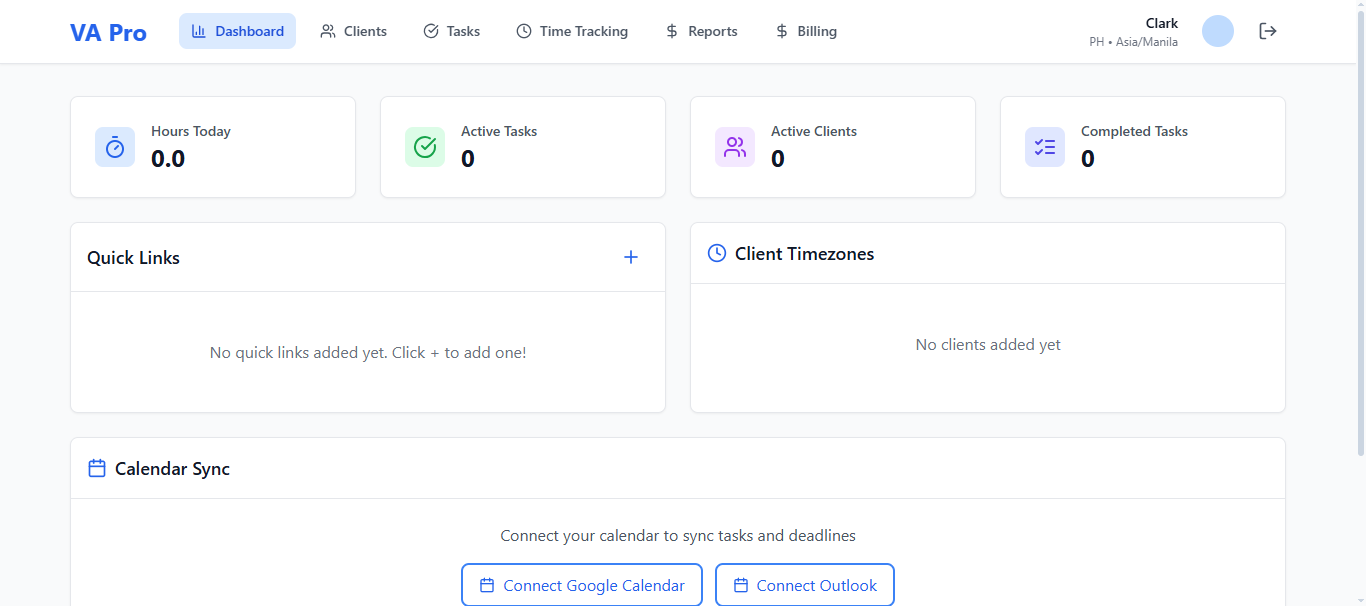 VA Pro
Dashboard
Clients
Tasks
Time Tracking
Reports
Billing
Clark
PH • Asia/Manila
Hours Today
0.0
Active Tasks
0
Active Clients
0
Completed Tasks
0
Quick Links
No quick links added yet. Click + to add one!
Client Timezones
No clients added yet
Calendar Sync
Connect your calendar to sync tasks and deadlines
Connect Google Calendar
Connect Outlook